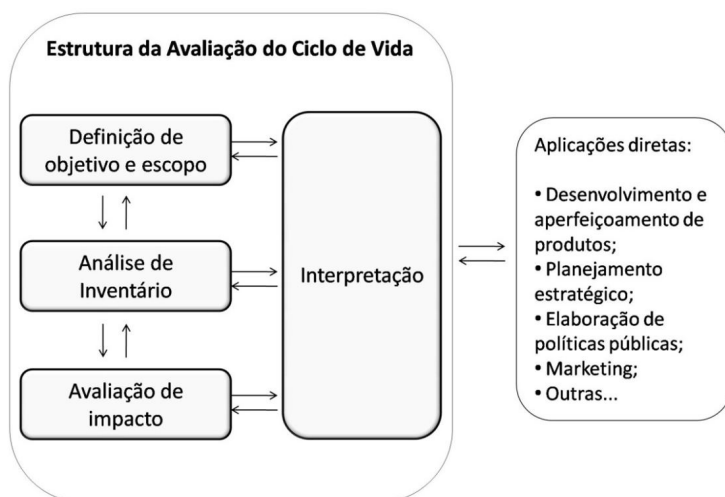 Estrutura da Avaliação do Ciclo de Vida
Definição de
objetivo e escopo
Análise de
Inventário
Avaliação de
impacto
Interpretação
Aplicações diretas:
• Desenvolvimento e
aperfeiçoamento de
produtos;
• Planejamento
estratégico;
• Elaboração de
políticas públicas;
• Marketing;
• Outras...